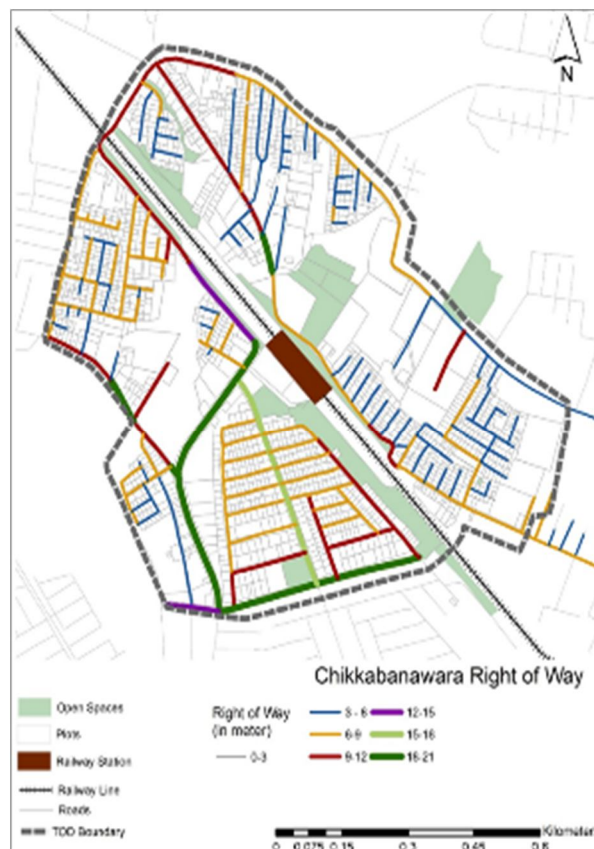 N
Chikkabanawara Right of Way
Open Spaces
Plots
Railway Station
Railway Line
Roads
TOD Boundary
Right of Way
(in meter)
0-3
3 - 6
6-9
9-12
12-15
15-16
16-21
Kilometer
0 0.075 0.15 0.3 0.45 0.6